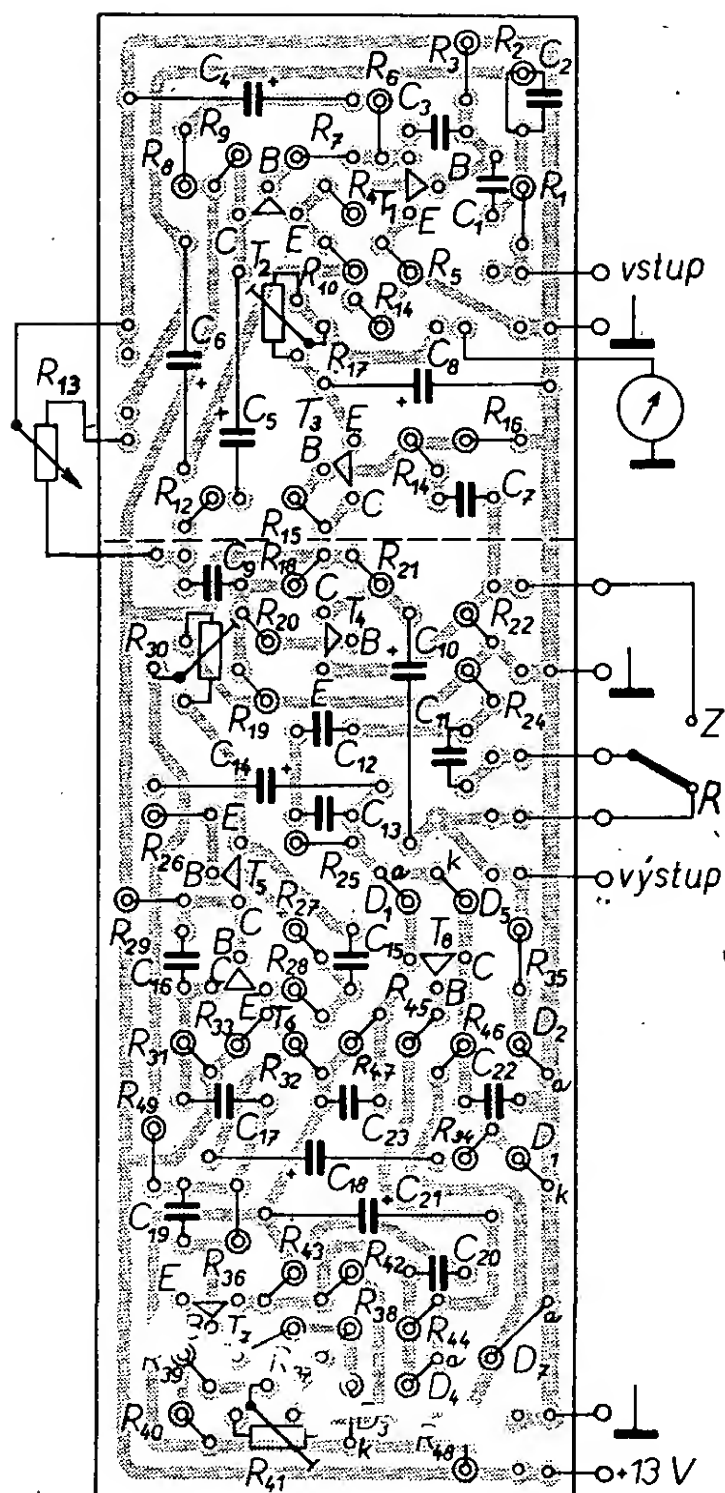 R3 R2 C2
C4 + R6 C3
R9 R7 B
R8 B R4 T1 R1
C E E C1
T2 R10 R5 vstup
R14
C6 R17 C8
R13 + + T3 E R16
C5 B
R12 R15 C R14 C7
C9 R18 R21
C T4 R20 B C10 R22
R30 +
E C11 R24
R19 Z
C14 + C12
R
E C13
R26 B T5 R25 a k výstup
R27 D1 D5
R29 C B C15 T8 C
C16 C R28 B R35
E R45
R31 R33 T6 R46 D2
R32 R47 C22 a
R49
C17 C23 R34 D1
+ C18 C21 k
C19 +
R36 R43 R42 C20
E R38 a
B T7 R44
R39 R37 a D7
D4
R40 D3
k R48
R41 +13 V